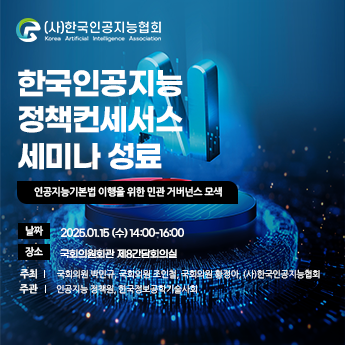 (사)한국인공지능협회
Korea Artificial Intelligence Association
AI
한국인공지능
정책컨세서스
세미나 성료
인공지능기본법 이행을 위한 민관 거버넌스 모색
날짜 2025.01.15 (수) 14:00-16:00
장소 국회의원회관 제8간담회의실
주최 | 국회의원 박민규, 국회의원 조인철, 국회의원 황정아, (사)한국인공지능협회
주관 | 인공지능 정책원, 한국정보공학기술사회